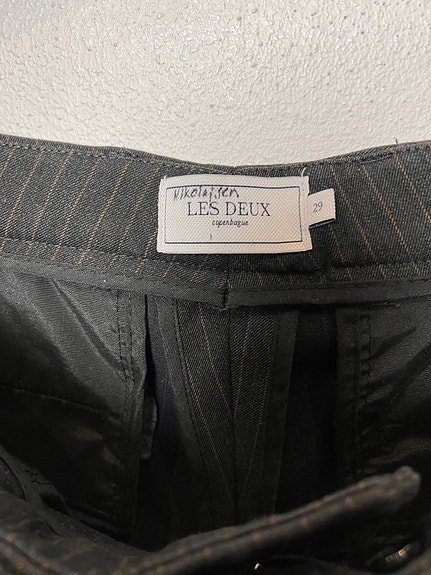 Nikolajsen
LES DEUX
copenhague
29